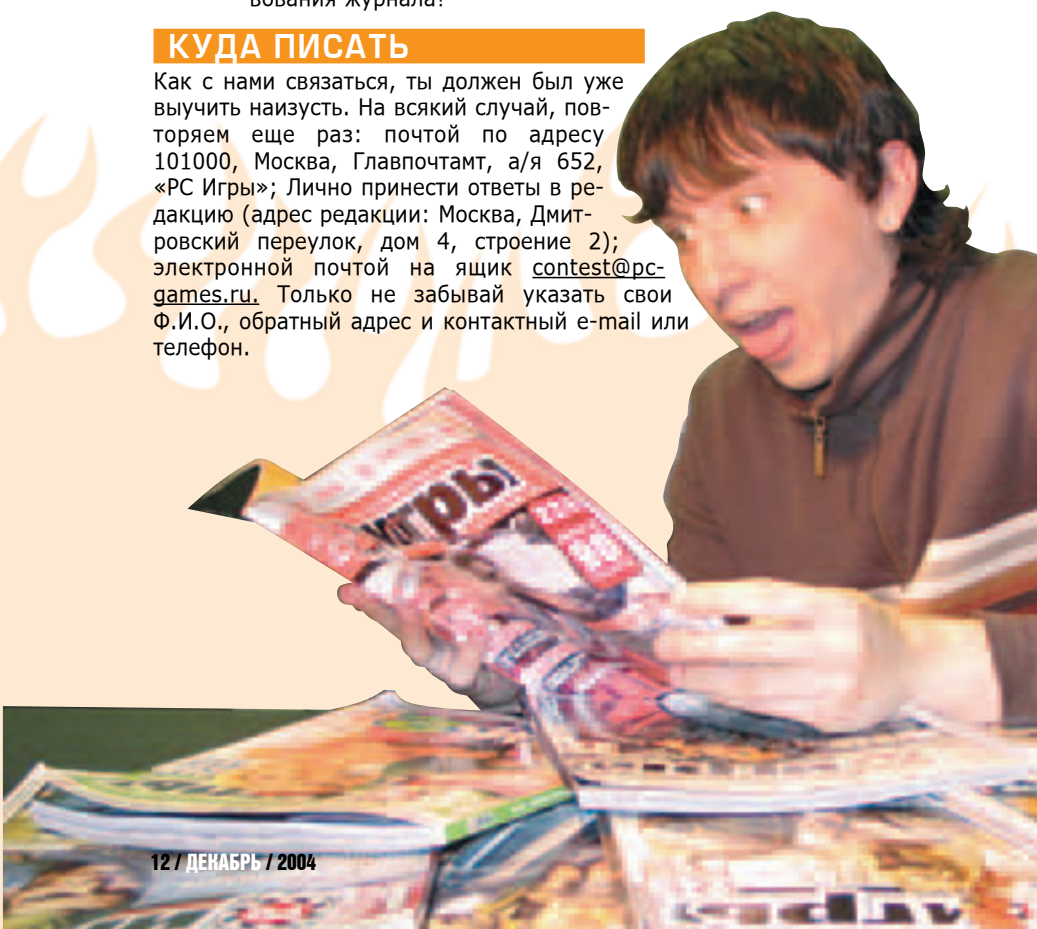 вования журнала?
КУДА ПИСАТЬ
Как с нами связаться, ты должен был уже
выучить наизусть. На всякий случай, пов-
торяем еще раз: почтой по адресу
101000, Москва, Главпочтамт, а/я 652,
«РС Игры»; Лично принести ответы в ре-
дакцию (адрес редакции: Москва, Дмит-
ровский переулок, дом 4, строение 2);
электронной почтой на ящик contest@pc-
games.ru. Только не забывай указать свои
Ф.И.О., обратный адрес и контактный e-mail или
телефон.
Игры
12 / ДЕКАБРЬ / 2004